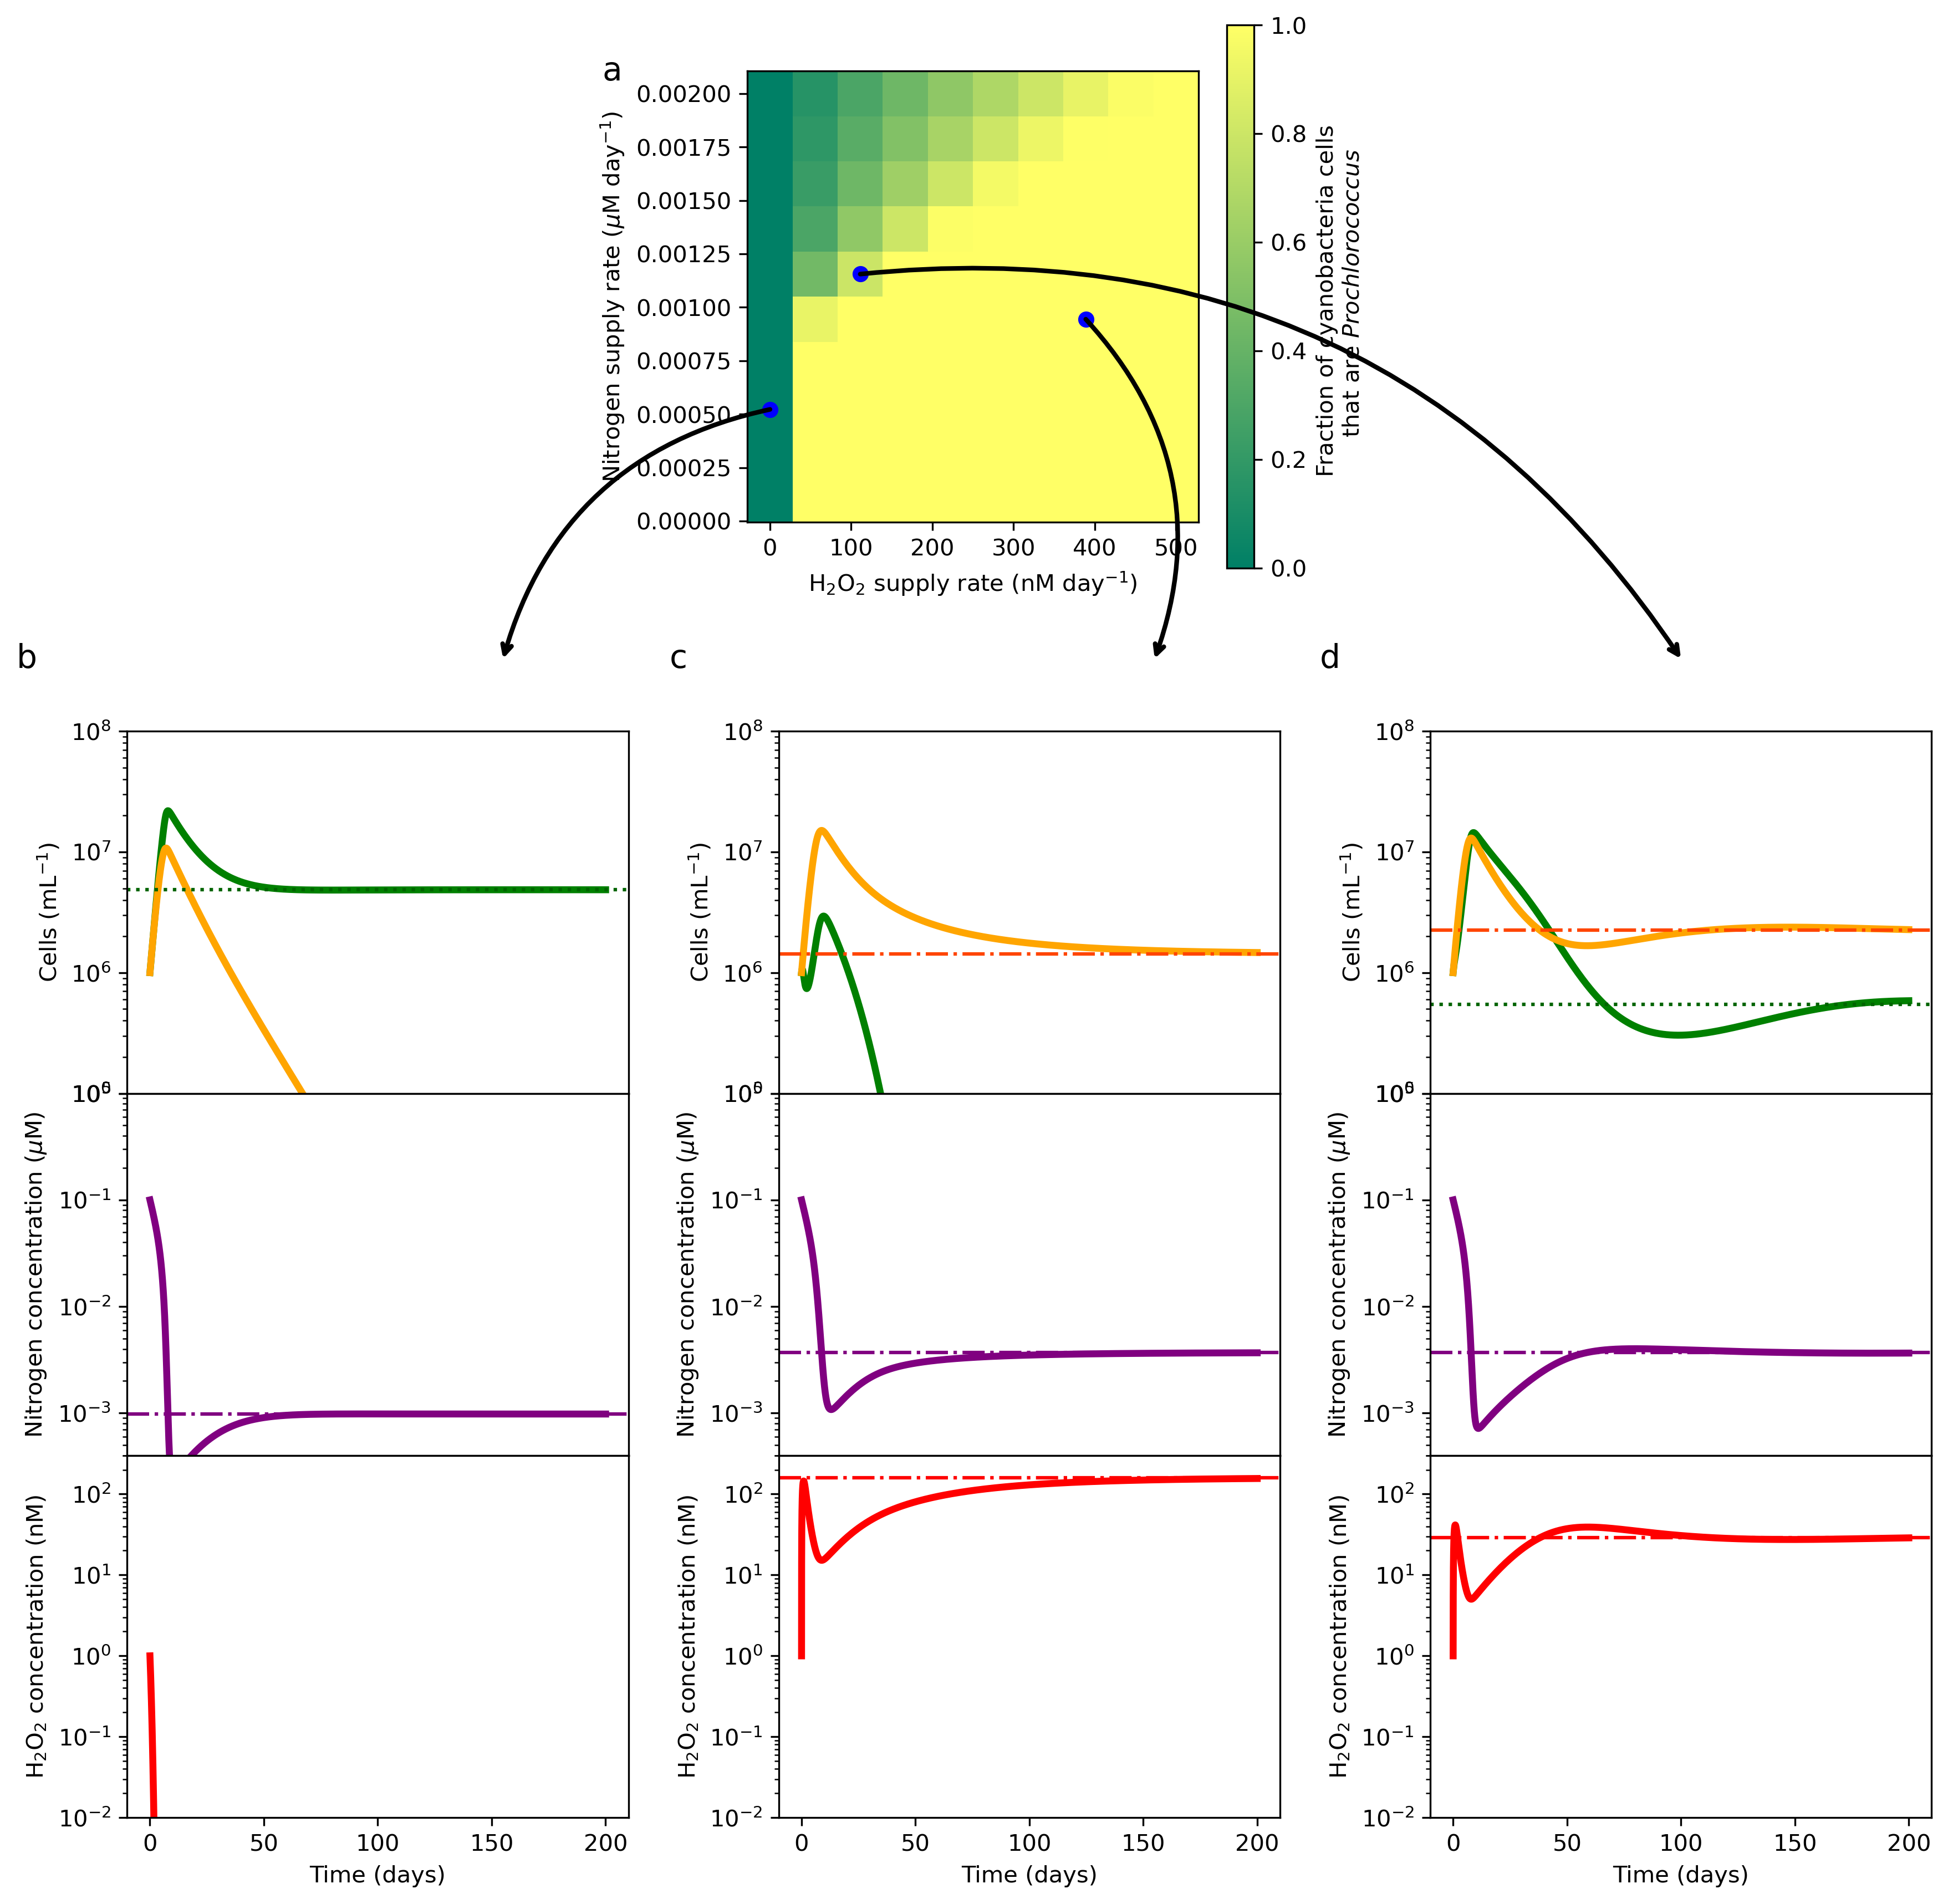 a
Nitrogen supply rate (μM day⁻¹)
0.00200
0.00175
0.00150
0.00125
0.00100
0.00075
0.00050
0.00025
0.00000
0 100 200 300 400 500
H₂O₂ supply rate (nM day⁻¹)
1.0
0.8
0.6
0.4
0.2
0.0
Fraction of cyanobacteria cells
that are Prochlorococcus
b
Cells (mL⁻¹)
10⁸
10⁷
10⁶
Nitrogen concentration (μM)
10⁰
10⁻¹
10⁻²
10⁻³
H₂O₂ concentration (nM)
10²
10¹
10⁰
10⁻¹
10⁻²
0 50 100 150 200
Time (days)
c
Cells (mL⁻¹)
10⁸
10⁷
10⁶
Nitrogen concentration (μM)
10⁰
10⁻¹
10⁻²
10⁻³
H₂O₂ concentration (nM)
10²
10¹
10⁰
10⁻¹
10⁻²
0 50 100 150 200
Time (days)
d
Cells (mL⁻¹)
10⁸
10⁷
10⁶
Nitrogen concentration (μM)
10⁰
10⁻¹
10⁻²
10⁻³
H₂O₂ concentration (nM)
10²
10¹
10⁰
10⁻¹
10⁻²
0 50 100 150 200
Time (days)